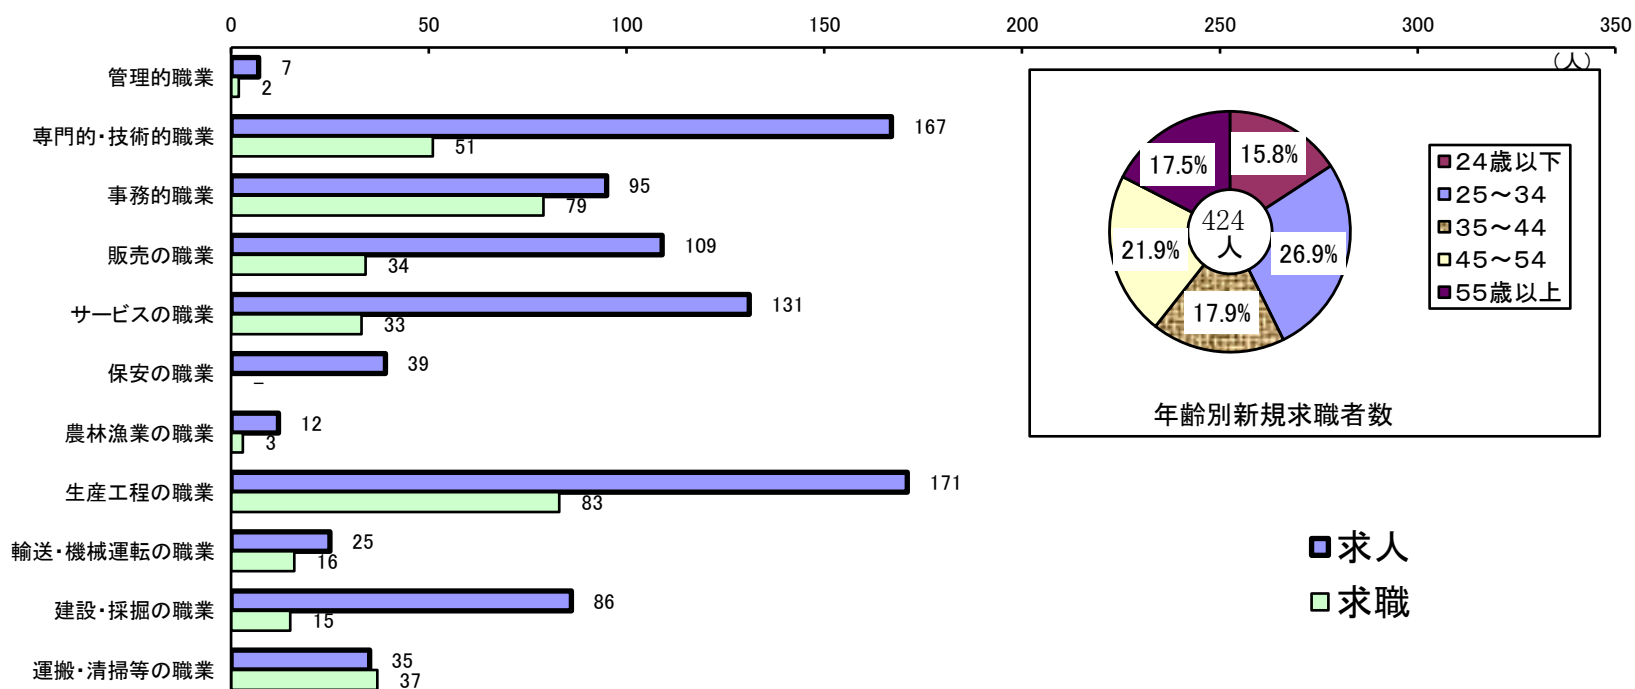 0 50 100 150 200 250 300 350
(人)
管理的職業 7
2
専門的・技術的職業 167
51
事務的職業 95
79
販売の職業 109
34
サービスの職業 131
33
保安の職業 39
-
農林漁業の職業 12
3
生産工程の職業 171
83
輸送・機械運転の職業 25
16
建設・採掘の職業 86
15
運搬・清掃等の職業 35
37
15.8%
26.9%
17.9%
21.9%
17.5%
424
人
24歳以下
25～34
35～44
45～54
55歳以上
年齢別新規求職者数
求人
求職